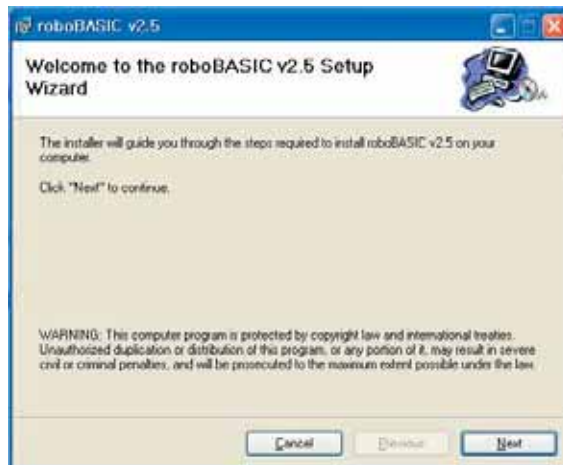 roboBASIC v2.5
Welcome to the roboBASIC v2.5 Setup
Wizard
The installer will guide you through the steps required to install roboBASIC v2.5 on your
computer.
Click "Next" to continue.
WARNING: This computer program is protected by copyright law and international treaties.
Unauthorized duplication or distribution of this program, or any portion of it, may result in severe
civil or criminal penalties, and will be prosecuted to the maximum extent possible under the law.
Cancel
Previous
Next